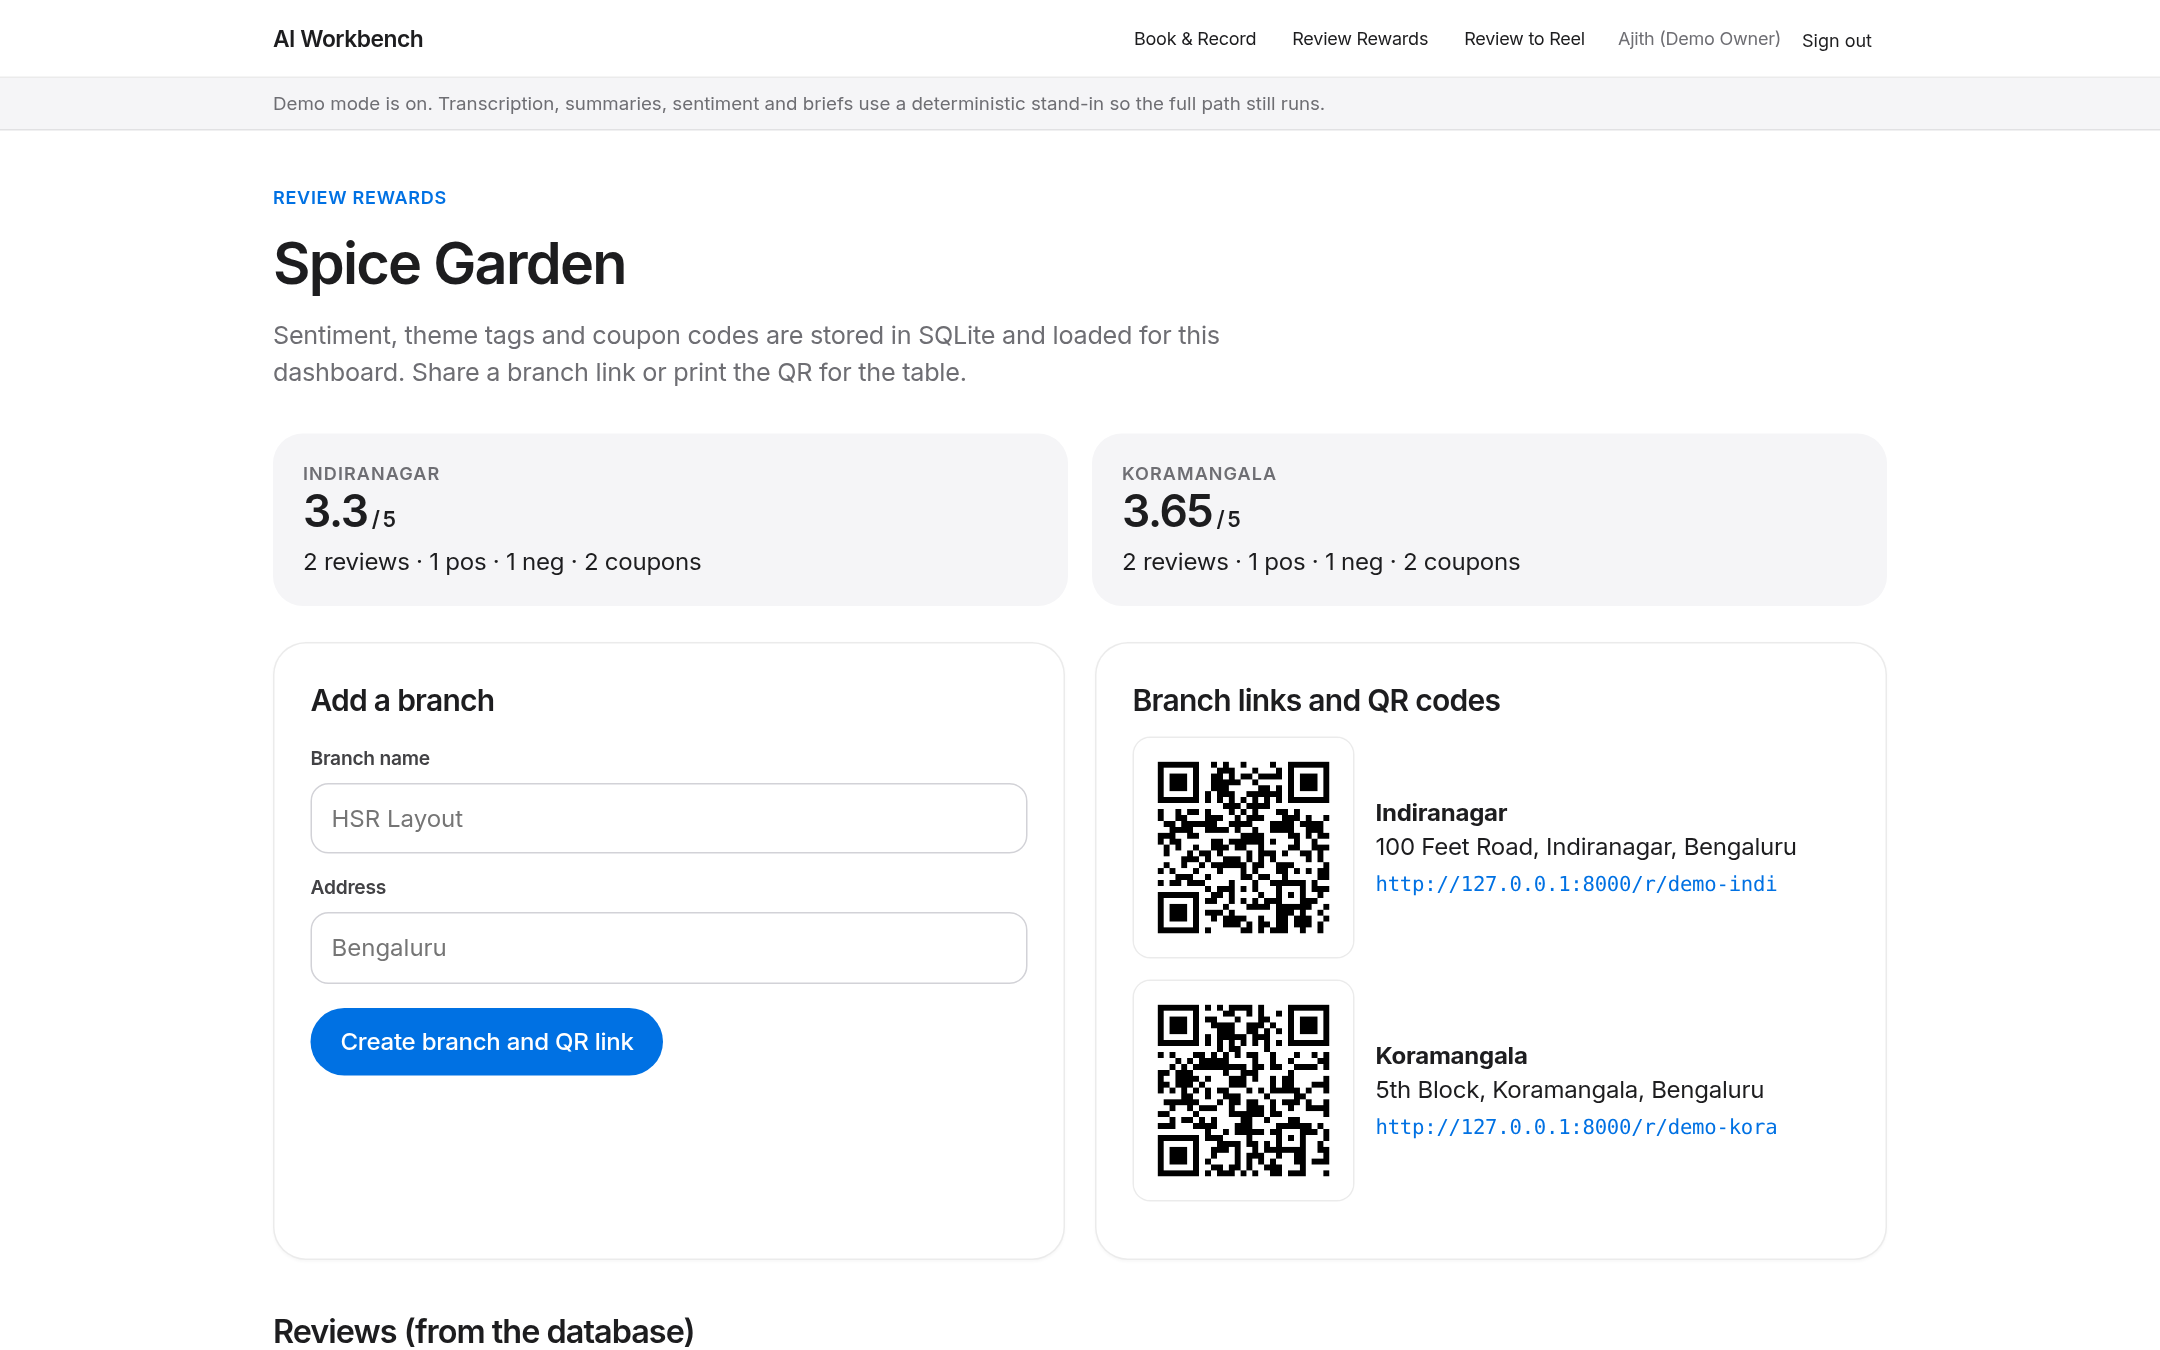 AI Workbench
Book & Record
Review Rewards
Review to Reel
Ajith (Demo Owner)
Sign out
Demo mode is on. Transcription, summaries, sentiment and briefs use a deterministic stand-in so the full path still runs.
REVIEW REWARDS
Spice Garden
Sentiment, theme tags and coupon codes are stored in SQLite and loaded for this
dashboard. Share a branch link or print the QR for the table.
INDIRANAGAR
3.3 / 5
2 reviews · 1 pos · 1 neg · 2 coupons
KORAMANGALA
3.65 / 5
2 reviews · 1 pos · 1 neg · 2 coupons
Add a branch
Branch name
HSR Layout
Address
Bengaluru
Create branch and QR link
Branch links and QR codes
Indiranagar
100 Feet Road, Indiranagar, Bengaluru
http://127.0.0.1:8000/r/demo-indi
Koramangala
5th Block, Koramangala, Bengaluru
http://127.0.0.1:8000/r/demo-kora
Reviews (from the database)